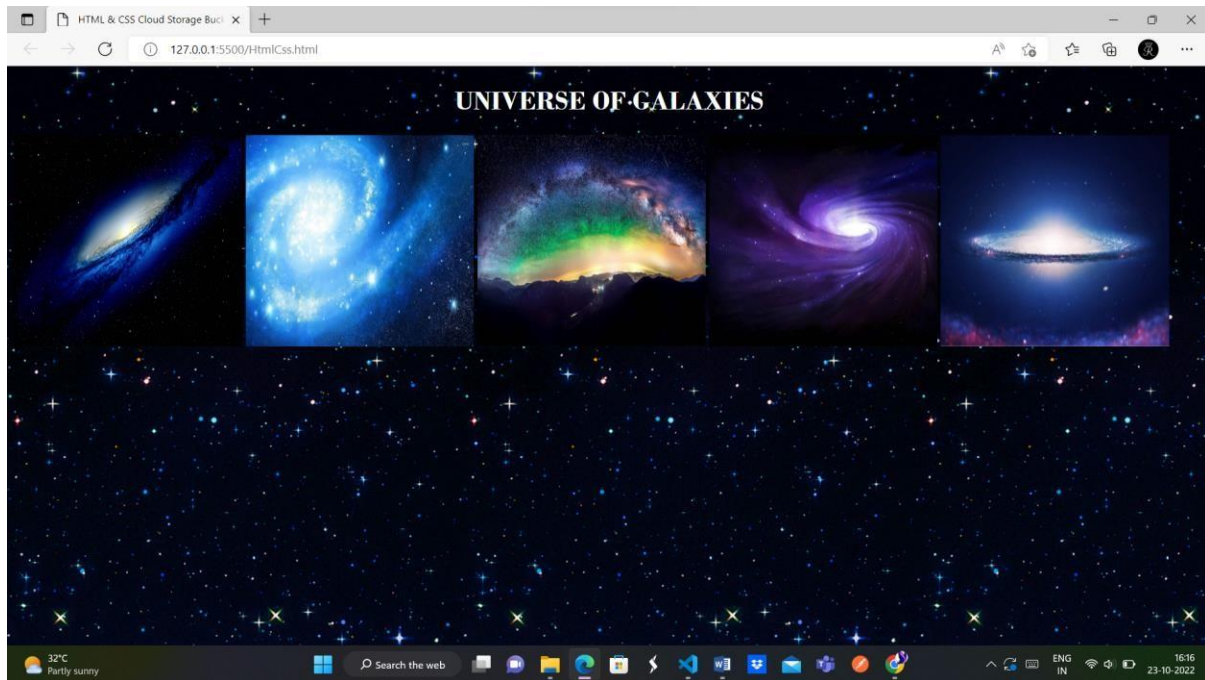 HTML & CSS Cloud Storage Buc
127.0.0.1:5500/HtmlCss.html
UNIVERSE OF GALAXIES
32°C
Partly sunny
Search the web
ENG
IN
16:16
23-10-2022